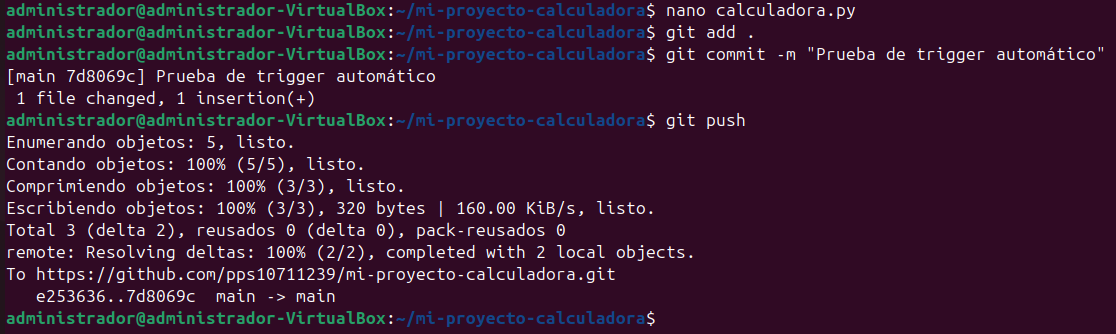 administrador@administrador-VirtualBox:~/mi-proyecto-calculadora$ nano calculadora.py
administrador@administrador-VirtualBox:~/mi-proyecto-calculadora$ git add .
administrador@administrador-VirtualBox:~/mi-proyecto-calculadora$ git commit -m "Prueba de trigger automático"
[main 7d8069c] Prueba de trigger automático
 1 file changed, 1 insertion(+)
administrador@administrador-VirtualBox:~/mi-proyecto-calculadora$ git push
Enumerando objetos: 5, listo.
Contando objetos: 100% (5/5), listo.
Comprimiendo objetos: 100% (3/3), listo.
Escribiendo objetos: 100% (3/3), 320 bytes | 160.00 KiB/s, listo.
Total 3 (delta 2), reusados 0 (delta 0), pack-reusados 0
remote: Resolving deltas: 100% (2/2), completed with 2 local objects.
To https://github.com/pps10711239/mi-proyecto-calculadora.git
   e253636..7d8069c  main -> main
administrador@administrador-VirtualBox:~/mi-proyecto-calculadora$